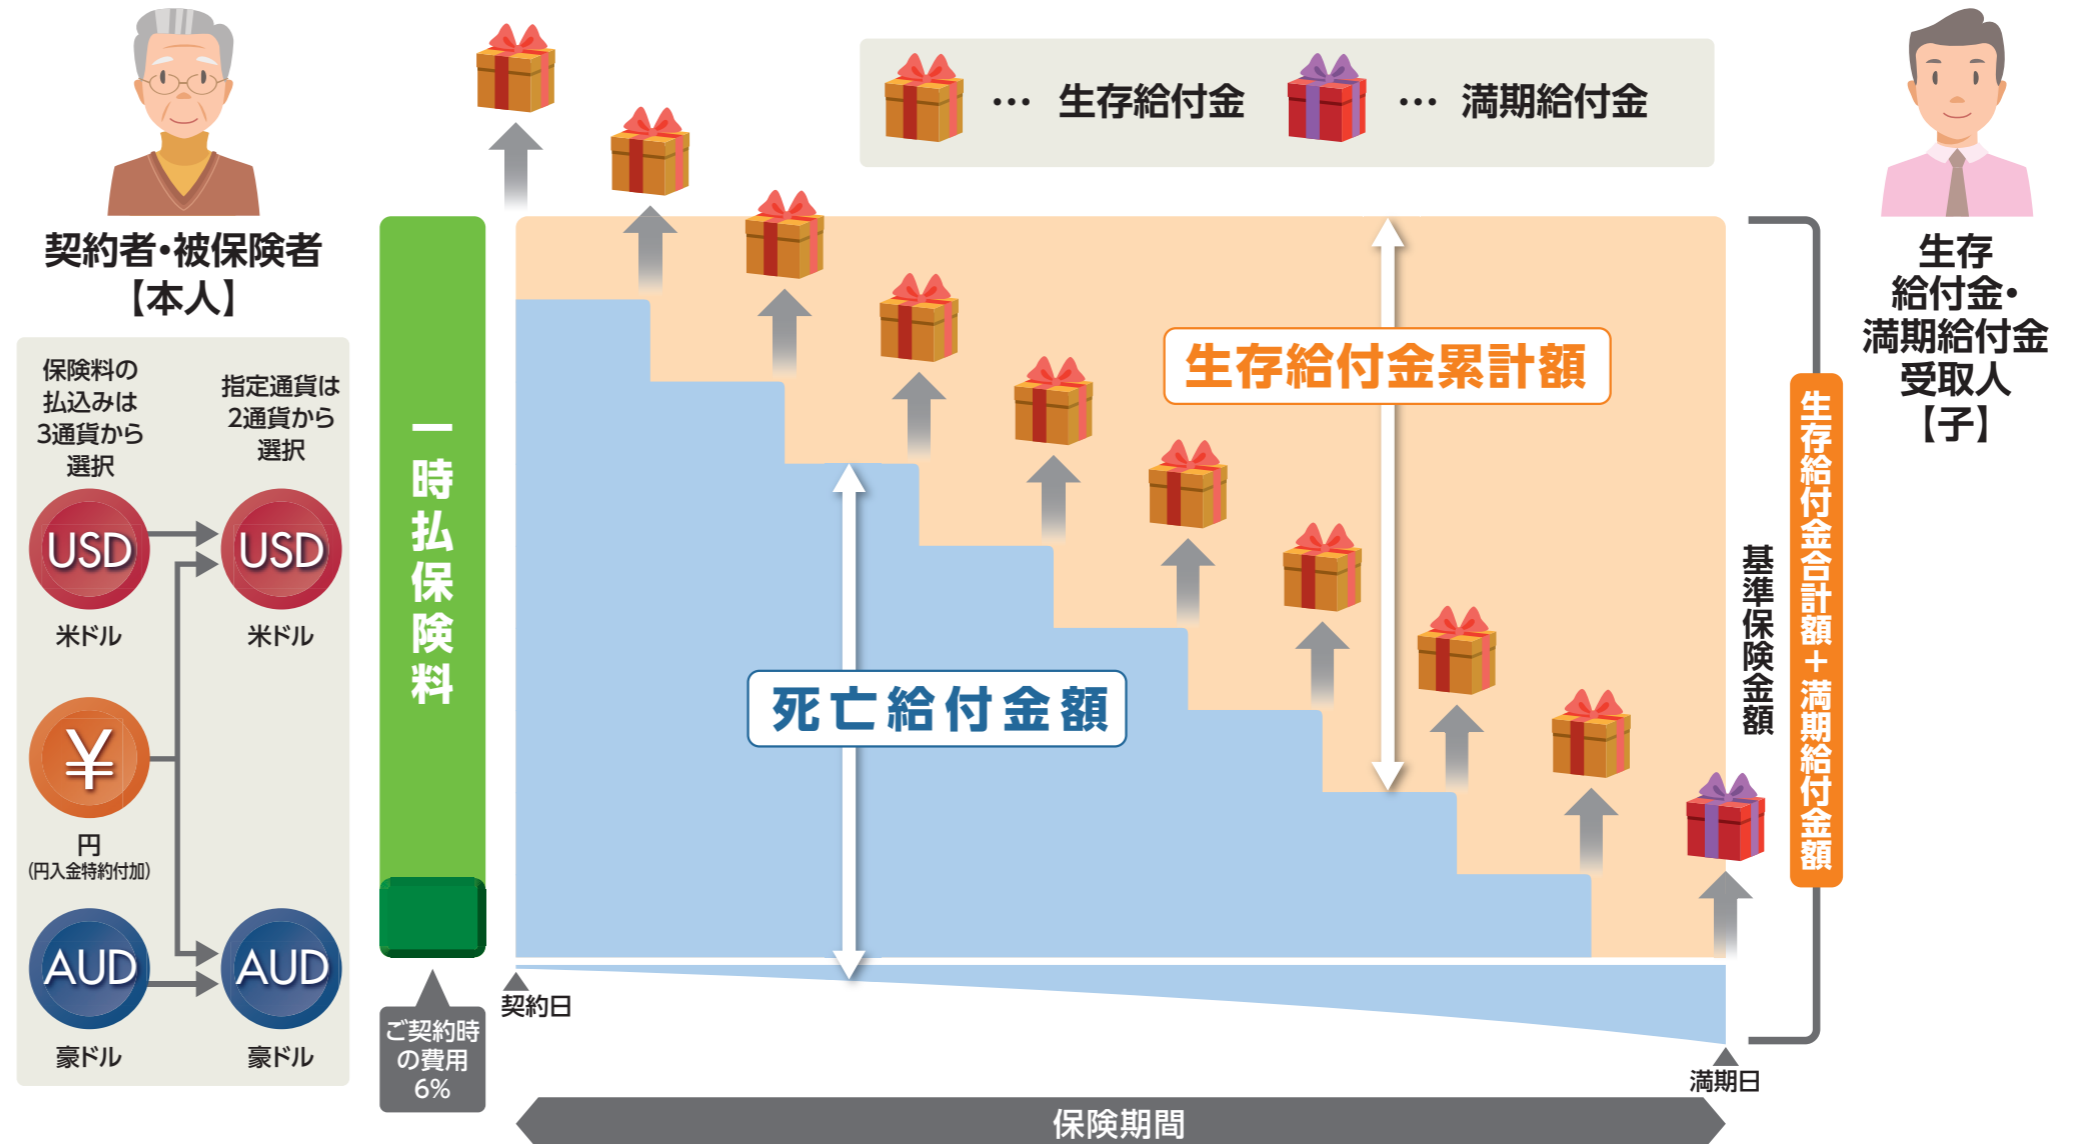 … 生存給付金
… 満期給付金
契約者・被保険者
【本人】
保険料の
払込みは
3通貨から
選択
指定通貨は
2通貨から
選択
USD
米ドル
USD
米ドル
¥
円
（円入金特約付加）
AUD
豪ドル
AUD
豪ドル
一時払保険料
ご契約時
の費用
6%
生存給付金累計額
死亡給付金額
契約日
満期日
保険期間
基準保険金額
生存給付金合計額＋満期給付金額
生存
給付金・
満期給付金
受取人
【子】